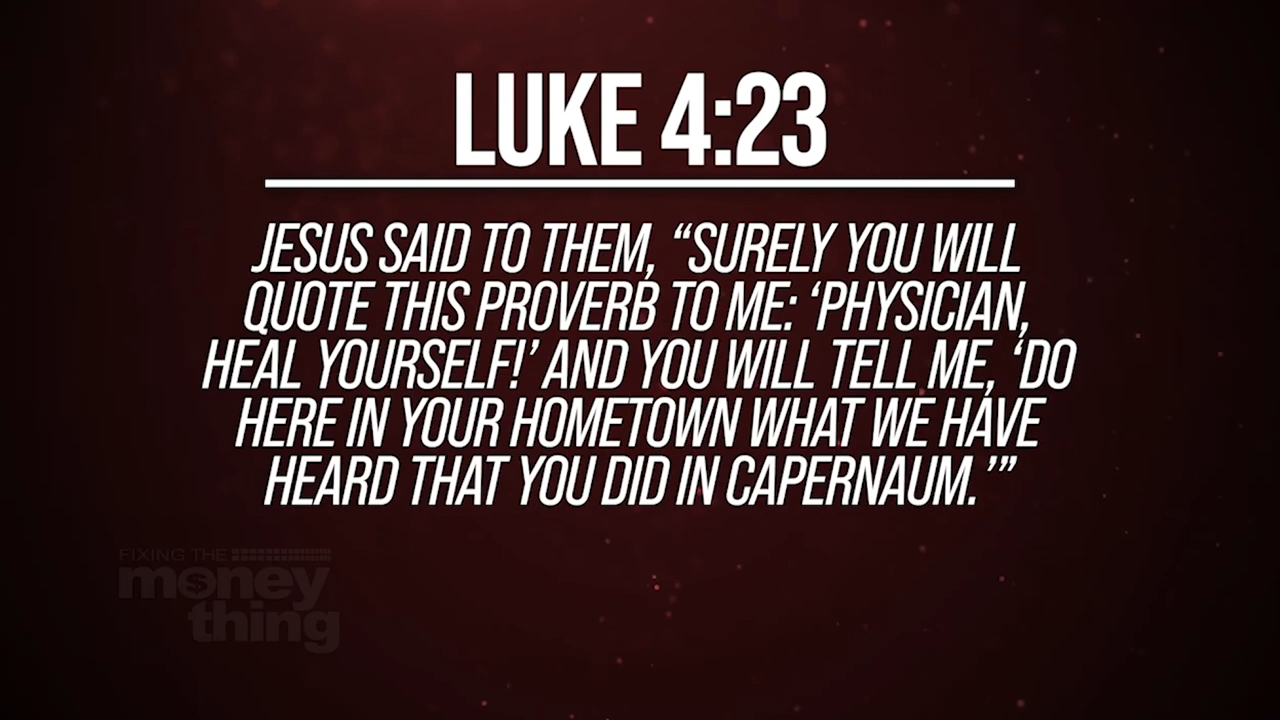 LUKE 4:23
JESUS SAID TO THEM, “SURELY YOU WILL
QUOTE THIS PROVERB TO ME: ‘PHYSICIAN,
HEAL YOURSELF!’ AND YOU WILL TELL ME, ‘DO
HERE IN YOUR HOMETOWN WHAT WE HAVE
HEARD THAT YOU DID IN CAPERNAUM.’”
FIXING THE
money
thing